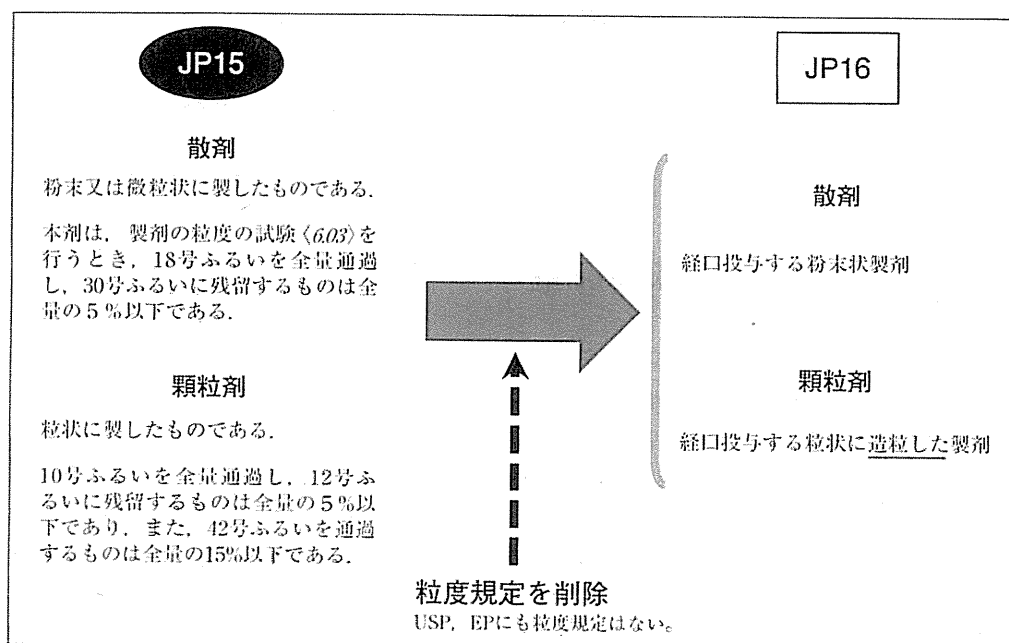 JP15
散剤
粉末又は微粒状に製したものである.
本剤は，製剤の粒度の試験〈6.03〉を
行うとき，18号ふるいを全量通過
し，30号ふるいに残留するものは全
量の5％以下である.
顆粒剤
粒状に製したものである.
10号ふるいを全量通過し，12号ふ
るいに残留するものは全量の5％以
下であり，また，42号ふるいを通過
するものは全量の15%以下である.
粒度規定を削除
USP，EPにも粒度規定はない。
JP16
散剤
経口投与する粉末状製剤
顆粒剤
経口投与する粒状に造粒した製剤